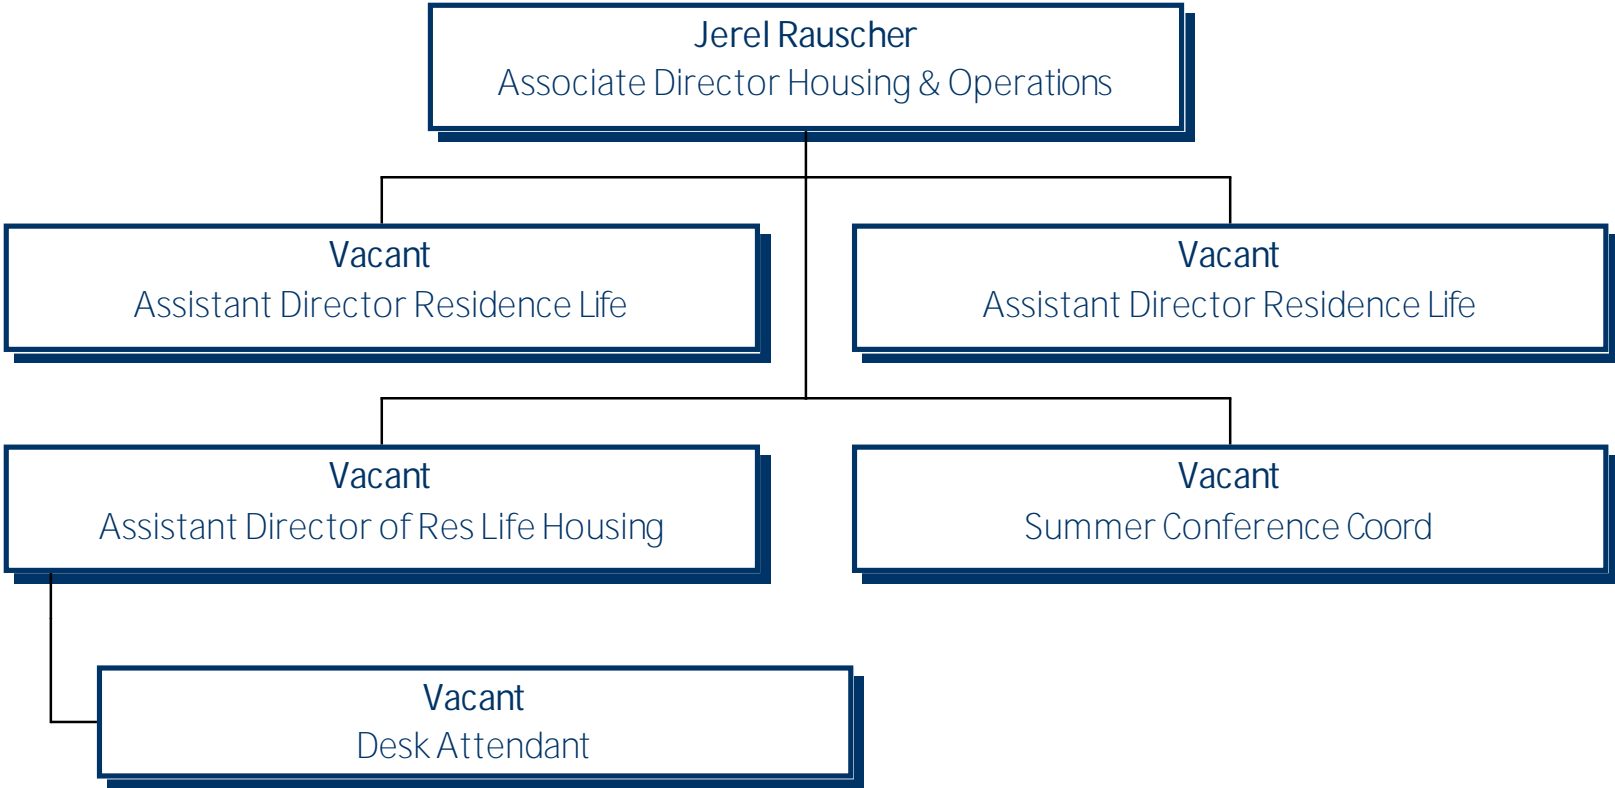 Jerel Rauscher
Associate Director Housing & Operations
Vacant
Assistant Director Residence Life
Vacant
Assistant Director Residence Life
Vacant
Assistant Director of Res Life Housing
Vacant
Summer Conference Coord
Vacant
Desk Attendant